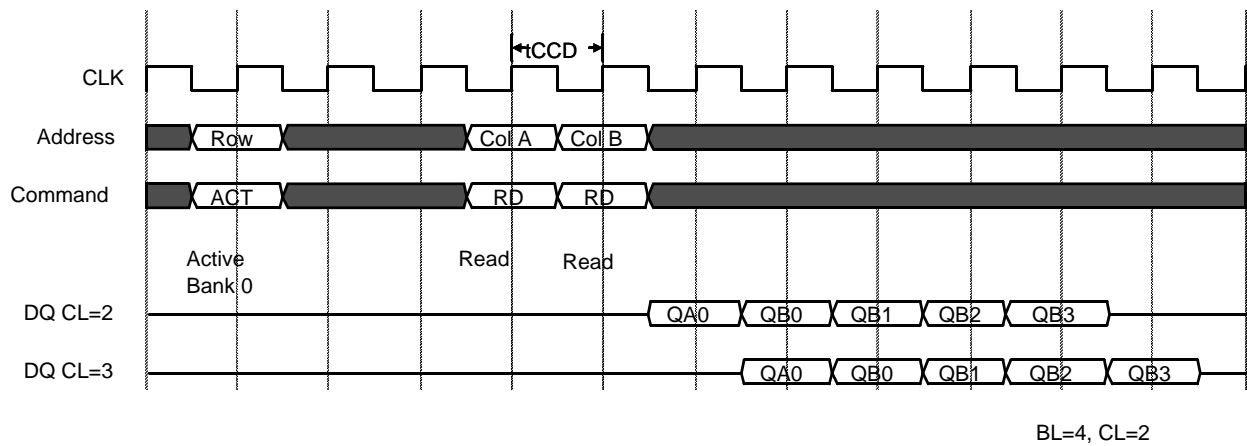 tCCD
CLK
Address Row Col A Col B
Command ACT RD RD
Active Read Read
Bank 0
DQ CL=2 QA0 QB0 QB1 QB2 QB3
DQ CL=3 QA0 QB0 QB1 QB2 QB3
BL=4, CL=2